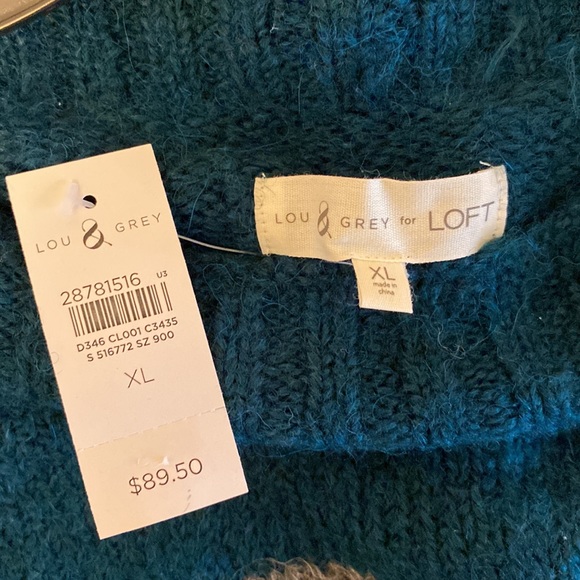 LOU & GREY
28781516 U3
D346 CL001 C3435
S 516772 SZ 900
XL
$89.50
LOU & GREY for LOFT
XL
made in
china